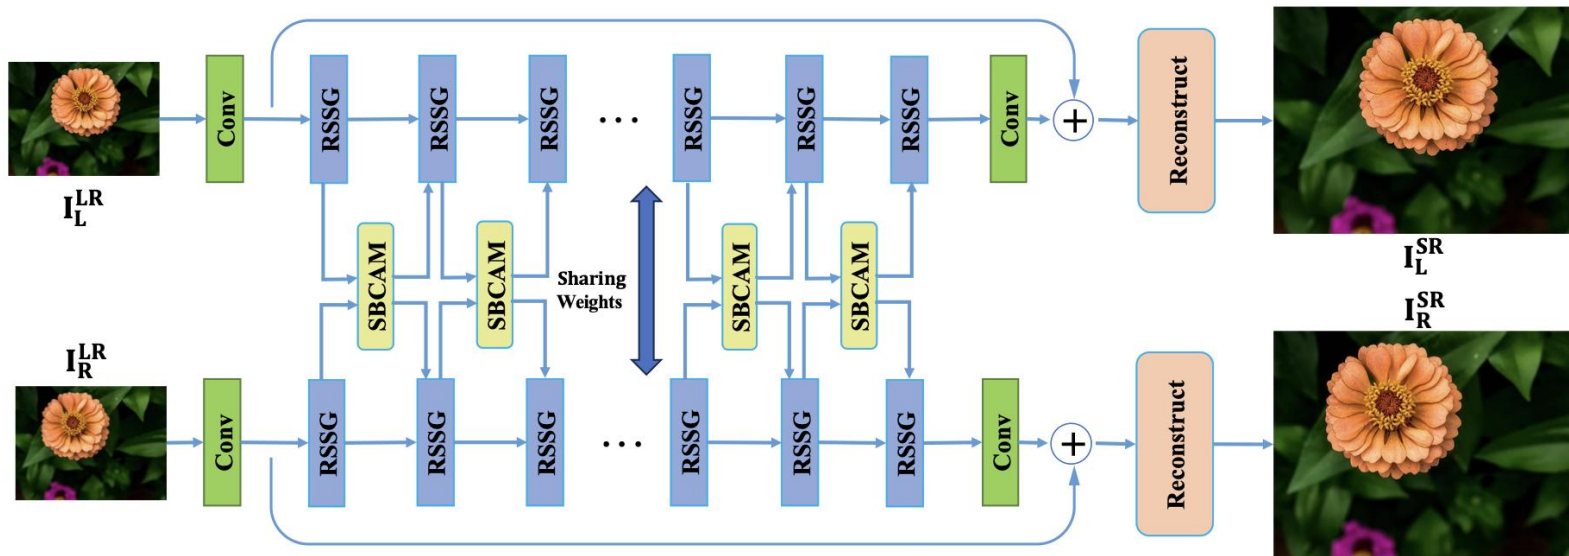 Conv
RSSG
RSSG
RSSG
...
RSSG
RSSG
RSSG
Conv
+
Reconstruct
I_L^LR
SBCAM
SBCAM
Sharing
Weights
SBCAM
SBCAM
I_L^SR
I_R^SR
I_R^LR
Conv
RSSG
RSSG
RSSG
...
RSSG
RSSG
RSSG
Conv
+
Reconstruct